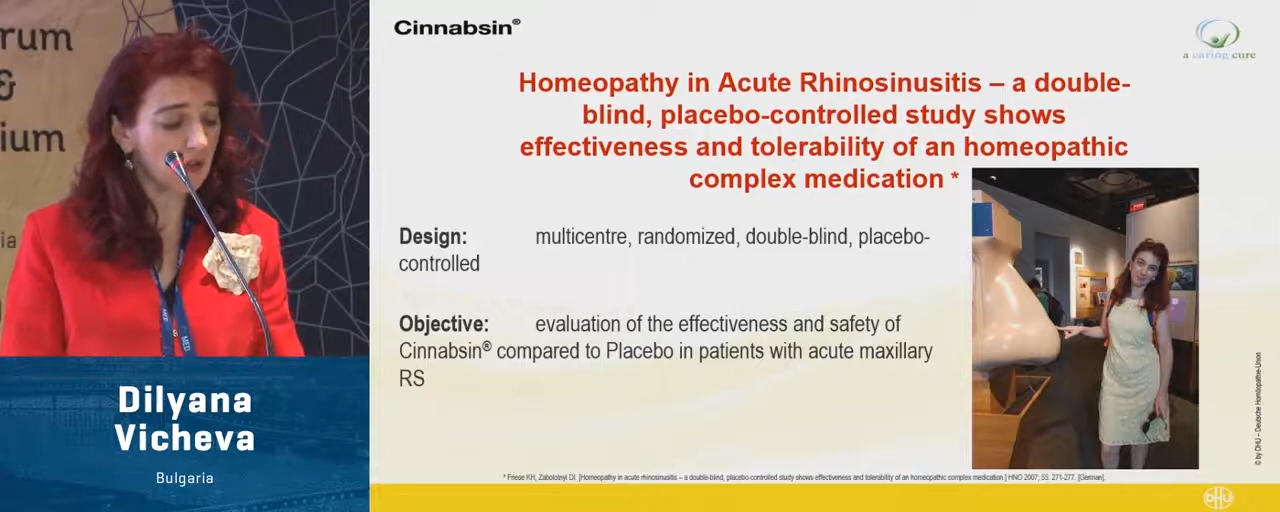 rum
&
ium
ia
MED
MED
Dilyana
Vicheva
Bulgaria
Cinnabsin®
a caring cure
Homeopathy in Acute Rhinosinusitis – a double-
blind, placebo-controlled study shows
effectiveness and tolerability of an homeopathic
complex medication *
Design: multicentre, randomized, double-blind, placebo-
controlled
Objective: evaluation of the effectiveness and safety of
Cinnabsin® compared to Placebo in patients with acute maxillary
RS
© by DHU – Deutsche Homöopathie-Union
* Friese KH, Zabolotnyi DI. [Homeopathy in acute rhinosinusitis – a double-blind, placebo-controlled study shows effectiveness and tolerability of an homeopathic complex medication.] HNO 2007; 55: 271-277. [German].
DHU